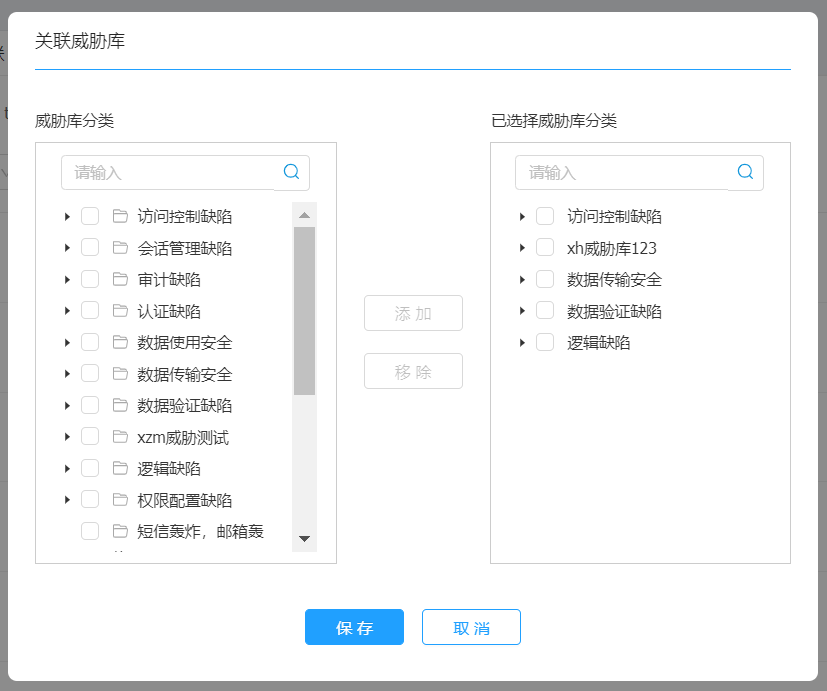 关联威胁库
威胁库分类
请输入
访问控制缺陷
会话管理缺陷
审计缺陷
认证缺陷
数据使用安全
数据传输安全
数据验证缺陷
xzm威胁测试
逻辑缺陷
权限配置缺陷
短信轰炸，邮箱轰
添加
移除
已选择威胁库分类
请输入
访问控制缺陷
xh威胁库123
数据传输安全
数据验证缺陷
逻辑缺陷
保存
取消